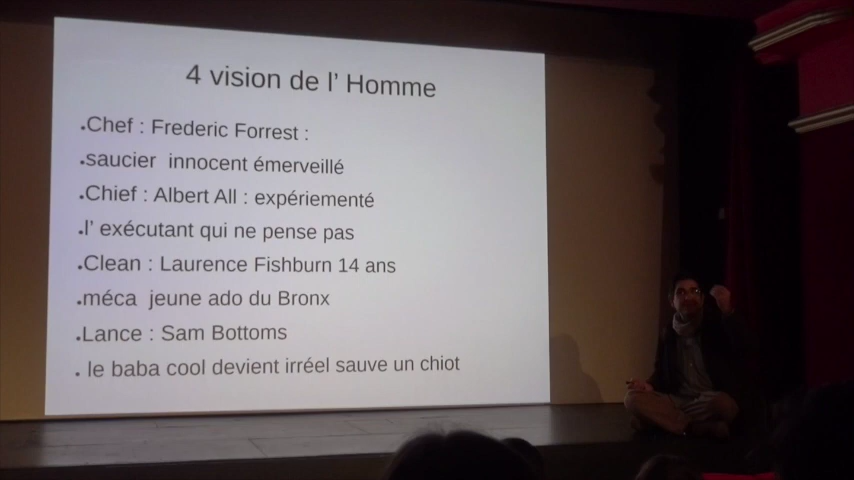 4 vision de l' Homme
•Chef : Frederic Forrest :
•saucier innocent émerveillé
•Chief : Albert All : expériementé
•l' exécutant qui ne pense pas
•Clean : Laurence Fishburn 14 ans
•méca jeune ado du Bronx
•Lance : Sam Bottoms
• le baba cool devient irréel sauve un chiot